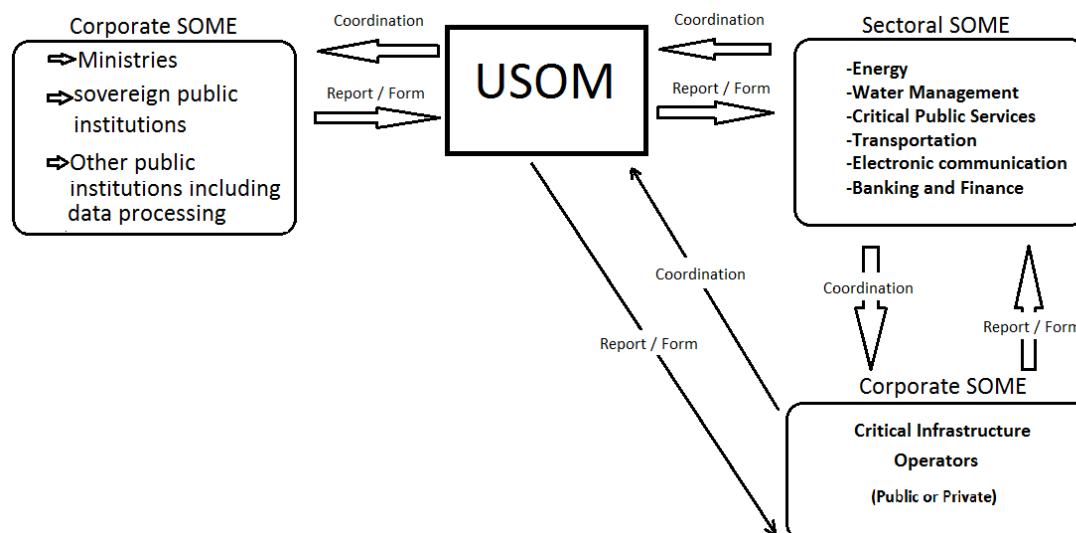 Corporate SOME
Ministries
sovereign public
institutions
Other public
institutions including
data processing
Coordination
Report / Form
USOM
Coordination
Report / Form
Sectoral SOME
-Energy
-Water Management
-Critical Public Services
-Transportation
-Electronic communication
-Banking and Finance
Coordination
Report / Form
Coordination
Report / Form
Corporate SOME
Critical Infrastructure
Operators
(Public or Private)